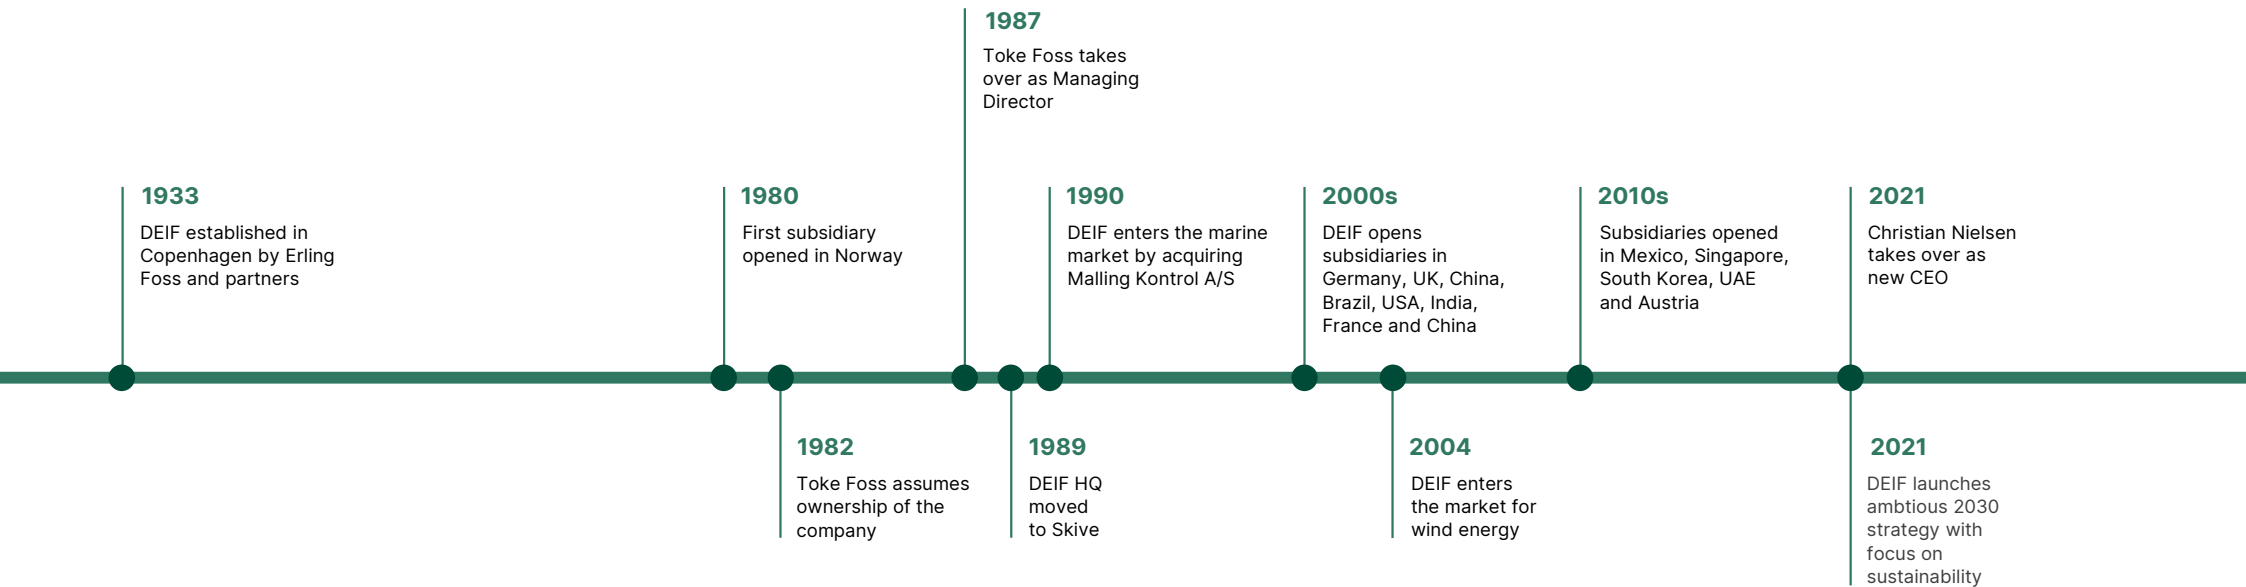 1987
Toke Foss takes
over as Managing
Director
1933
DEIF established in
Copenhagen by Erling
Foss and partners
1980
First subsidiary
opened in Norway
1990
DEIF enters the marine
market by acquiring
Malling Kontrol A/S
2000s
DEIF opens
subsidiaries in
Germany, UK, China,
Brazil, USA, India,
France and China
2010s
Subsidiaries opened
in Mexico, Singapore,
South Korea, UAE
and Austria
2021
Christian Nielsen
takes over as
new CEO
1982
Toke Foss assumes
ownership of the
company
1989
DEIF HQ
moved
to Skive
2004
DEIF enters
the market for
wind energy
2021
DEIF launches
ambtious 2030
strategy with
focus on
sustainability